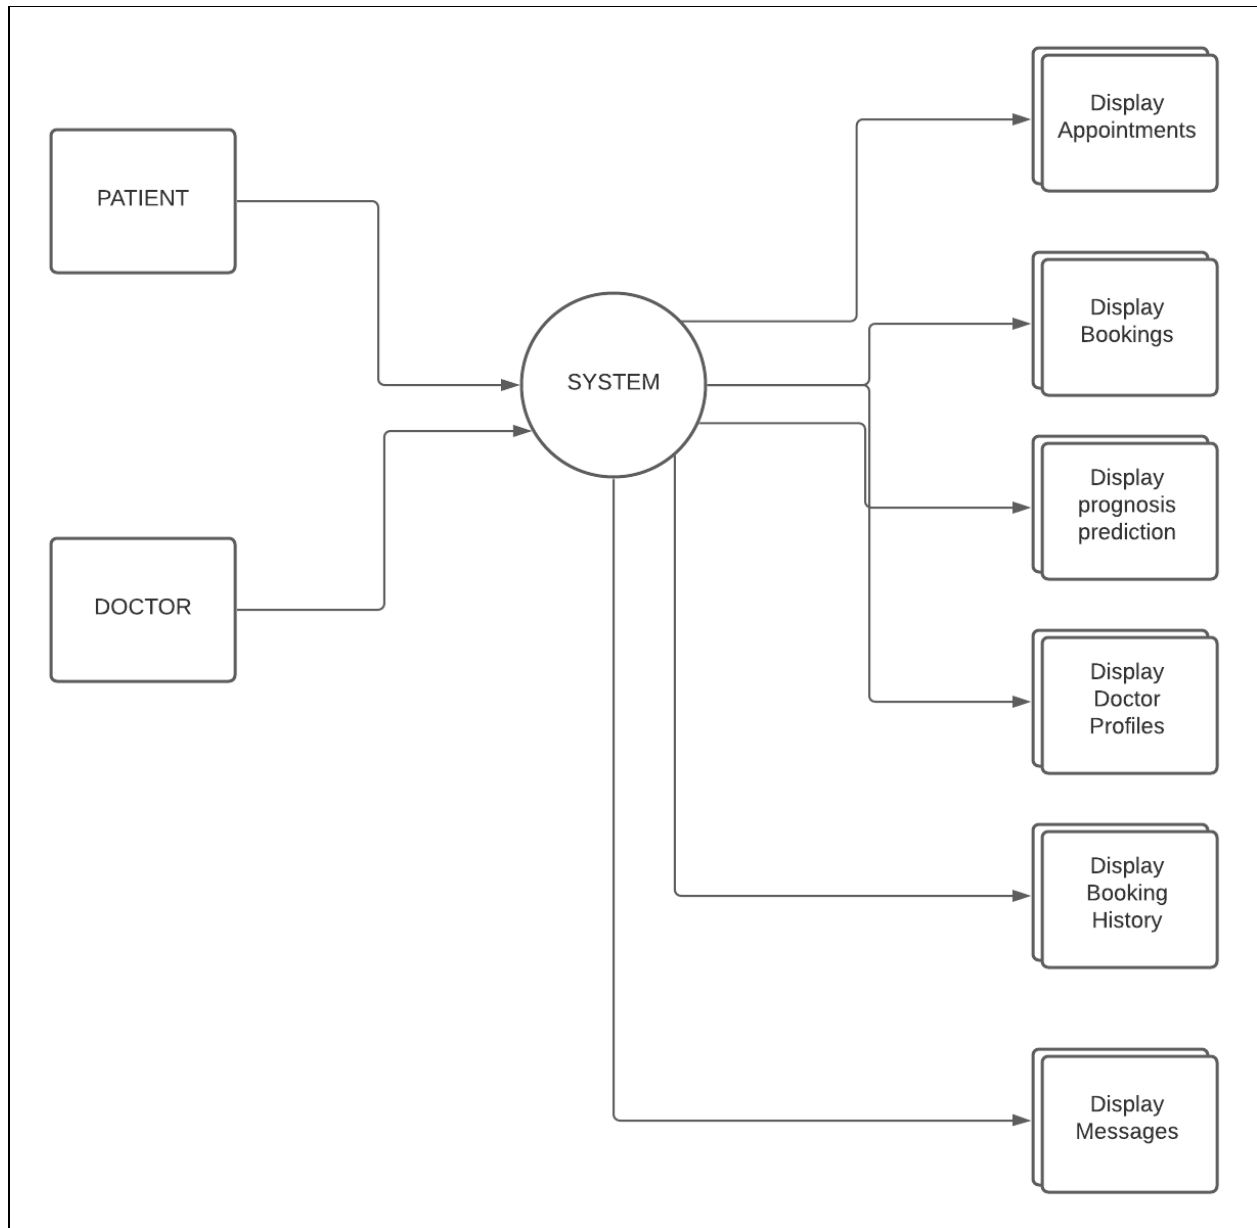 PATIENT
DOCTOR
SYSTEM
Display
Appointments
Display
Bookings
Display
prognosis
prediction
Display
Doctor
Profiles
Display
Booking
History
Display
Messages